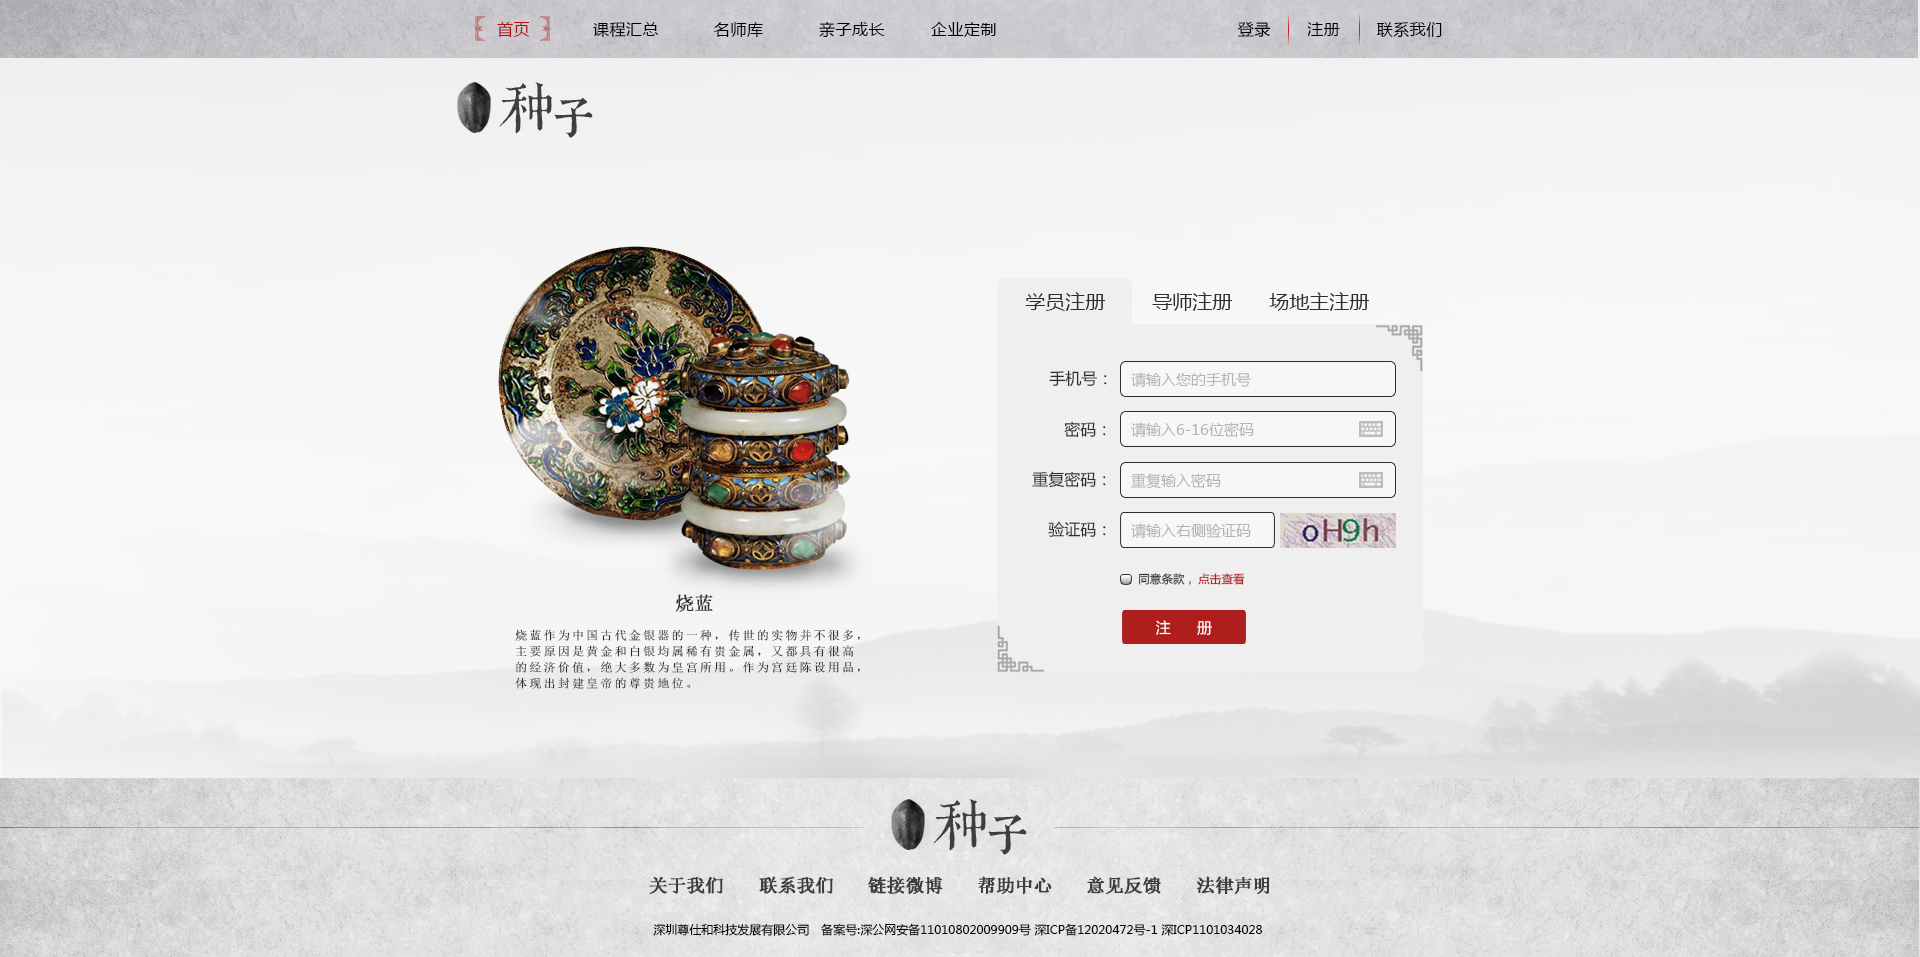 首页 课程汇总 名师库 亲子成长 企业定制 登录 注册 联系我们
种子
学员注册 导师注册 场地主注册
手机号： 请输入您的手机号
密码： 请输入6-16位密码
重复密码： 重复输入密码
验证码： 请输入右侧验证码 oH9h
同意条款，点击查看
注 册
烧蓝
烧蓝作为中国古代金银器的一种，传世的实物并不很多，
主要原因是黄金和白银均属稀有贵金属，又都具有很高
的经济价值，绝大多数为皇宫所用。作为宫廷陈设用品，
体现出封建皇帝的尊贵地位。
种子
关于我们 联系我们 链接微博 帮助中心 意见反馈 法律声明
深圳尊仕和科技发展有限公司 备案号:深公网安备11010802009909号 深ICP备12020472号-1 深ICP1101034028